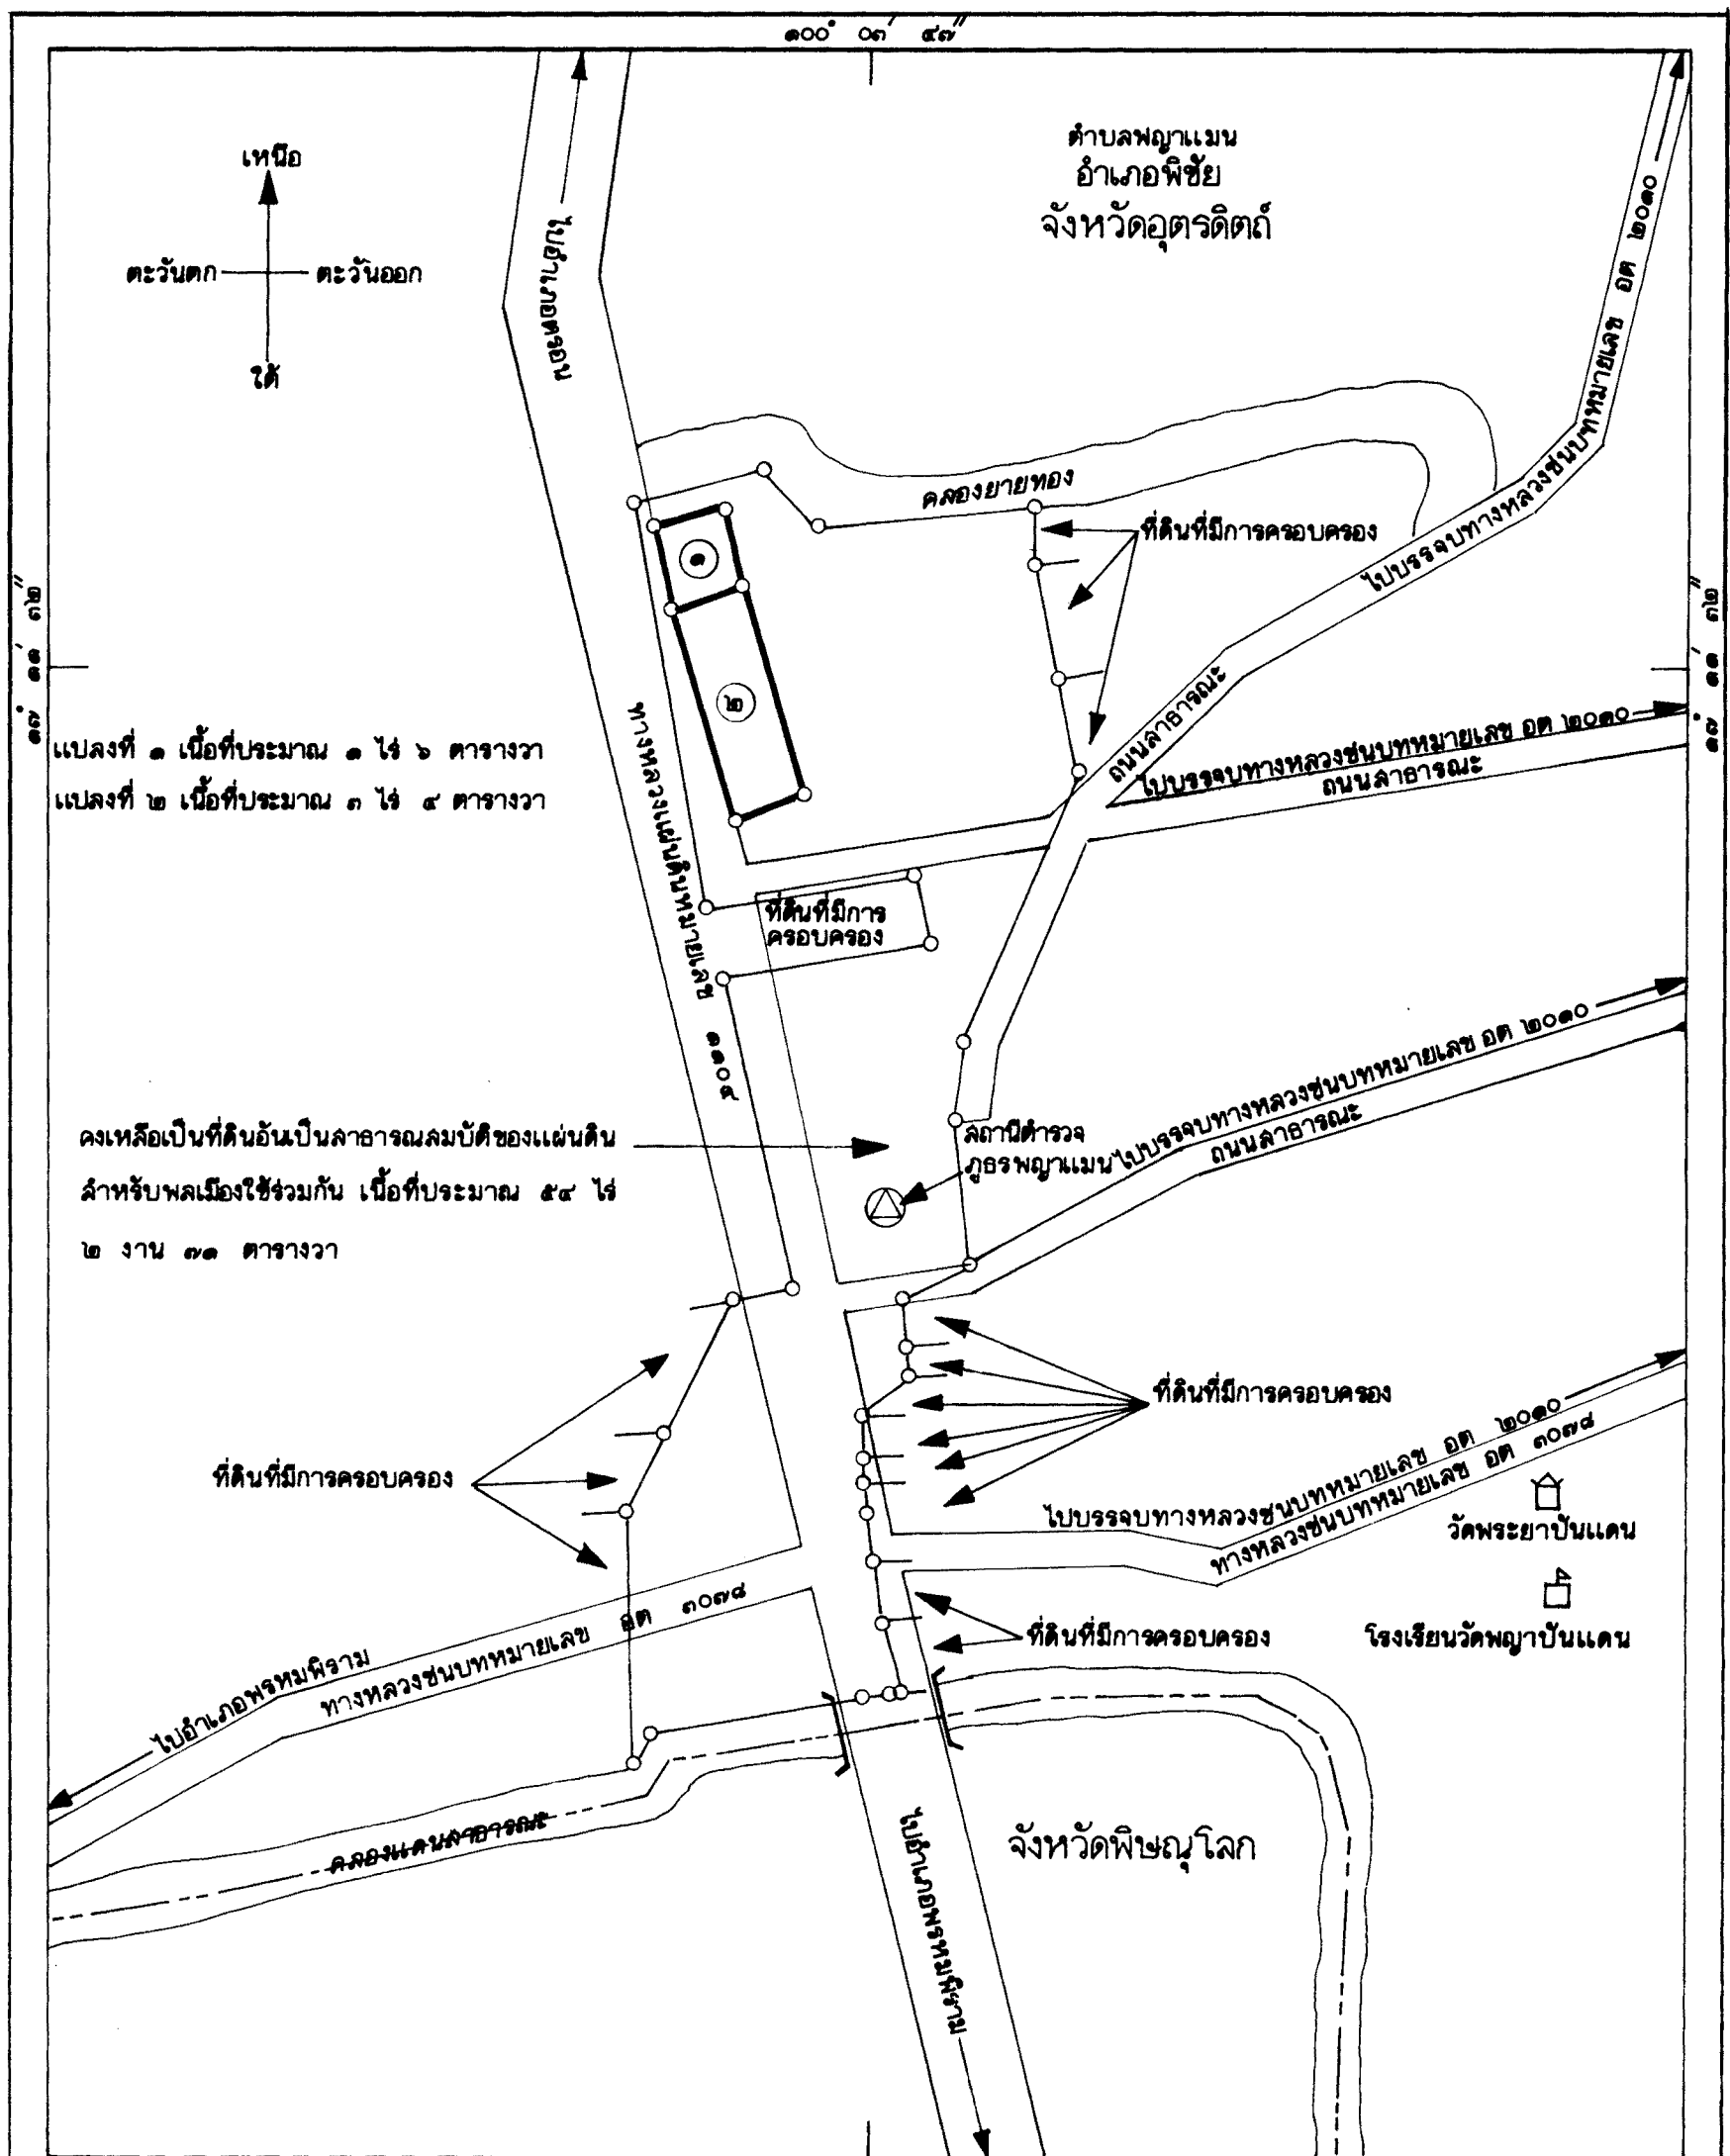 ๑๐๐° ๐๓′ ๔๗″
ตำบลพญาแมน
อำเภอพิชัย
จังหวัดอุตรดิตถ์
เหนือ
ตะวันตก ตะวันออก
ใต้
ไปอำเภอตรอน
ไปบรรจบทางหลวงชนบทหมายเลข อต ๒๐๑๐
คลองยายทอง
ที่ดินที่มีการครอบครอง
๑
๒
๑๗° ๑๑′ ๓๒″
๑๗° ๑๑′ ๓๒″
แปลงที่ ๑ เนื้อที่ประมาณ ๑ ไร่ ๖ ตารางวา
แปลงที่ ๒ เนื้อที่ประมาณ ๓ ไร่ ๔ ตารางวา
ถนนสาธารณะ
ไปบรรจบทางหลวงชนบทหมายเลข อต ๒๐๑๐
ถนนสาธารณะ
ทางหลวงแผ่นดินหมายเลข ๑๑๐๔
ที่ดินที่มีการ
ครอบครอง
คงเหลือเป็นที่ดินอันเป็นสาธารณสมบัติของแผ่นดิน
สำหรับพลเมืองใช้ร่วมกัน เนื้อที่ประมาณ ๕๔ ไร่
๒ งาน ๗๑ ตารางวา
สถานีตำรวจ
ภูธรพญาแมน
ไปบรรจบทางหลวงชนบทหมายเลข อต ๒๐๑๐
ถนนสาธารณะ
ที่ดินที่มีการครอบครอง
ที่ดินที่มีการครอบครอง
ไปบรรจบทางหลวงชนบทหมายเลข อต ๒๐๑๐
ทางหลวงชนบทหมายเลข อต ๓๐๗๘
วัดพระยาปันแดน
โรงเรียนวัดพญาปันแดน
ที่ดินที่มีการครอบครอง
ไปอำเภอพรหมพิราม
ทางหลวงชนบทหมายเลข อต ๓๐๗๘
คลองแดนสาธารณะ
จังหวัดพิษณุโลก
ไปอำเภอพรหมพิราม